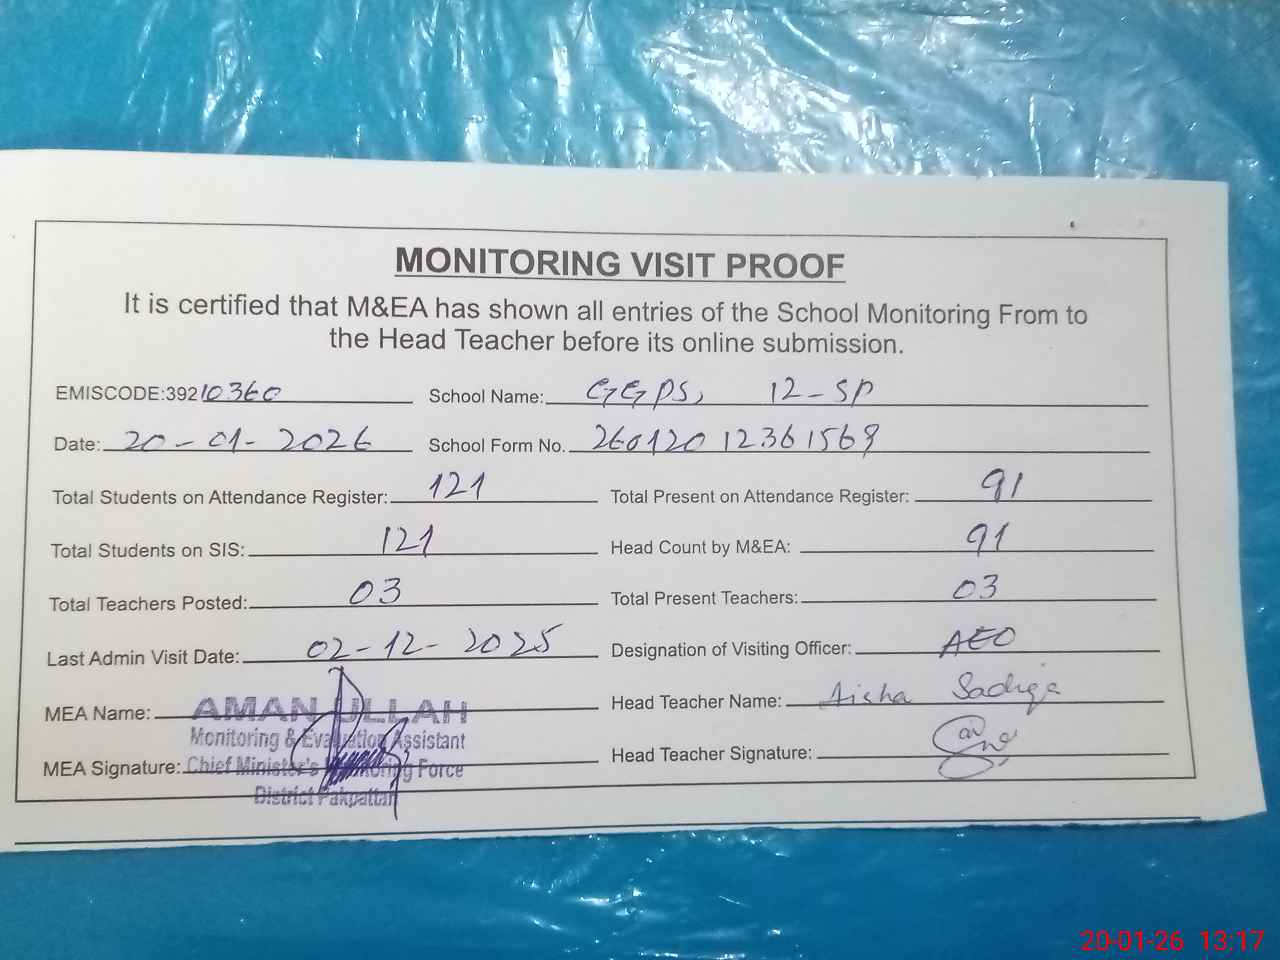 MONITORING VISIT PROOF
It is certified that M&EA has shown all entries of the School Monitoring From to
the Head Teacher before its online submission.
EMISCODE:39210360 School Name: GGPS, 12-SP
Date: 20-01-2026 School Form No. 26012012361569
Total Students on Attendance Register: 121 Total Present on Attendance Register: 91
Total Students on SIS: 121 Head Count by M&EA: 91
Total Teachers Posted: 03 Total Present Teachers: 03
Last Admin Visit Date: 02-12-2025 Designation of Visiting Officer: AEO
MEA Name: AMAN ULLAH Head Teacher Name: Aisha Sadiqa
Monitoring & Evaluation Assistant
MEA Signature: Chief Minister's Monitoring Force Head Teacher Signature:
District Pakpattan
20-01-26 13:17